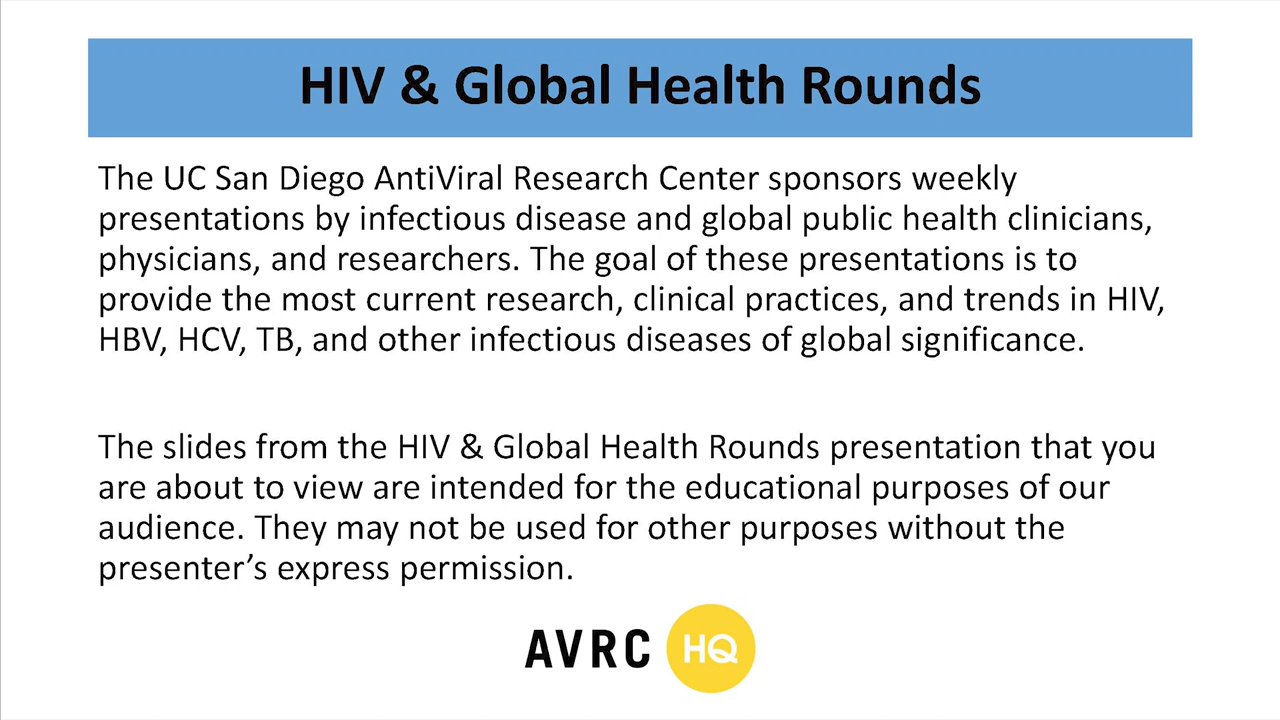 HIV & Global Health Rounds
The UC San Diego AntiViral Research Center sponsors weekly
presentations by infectious disease and global public health clinicians,
physicians, and researchers. The goal of these presentations is to
provide the most current research, clinical practices, and trends in HIV,
HBV, HCV, TB, and other infectious diseases of global significance.
The slides from the HIV & Global Health Rounds presentation that you
are about to view are intended for the educational purposes of our
audience. They may not be used for other purposes without the
presenter’s express permission.
AVRC HQ